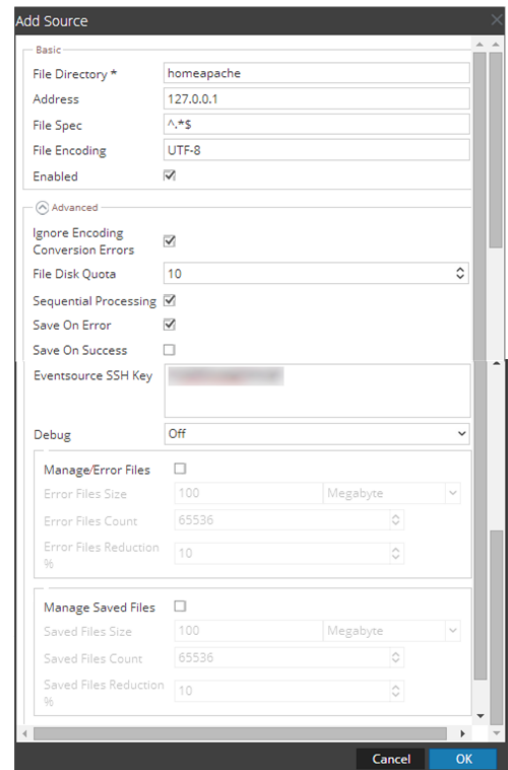 Add Source
Basic
File Directory * homeapache
Address 127.0.0.1
File Spec ^.*$
File Encoding UTF-8
Enabled
Advanced
Ignore Encoding
Conversion Errors
File Disk Quota 10
Sequential Processing
Save On Error
Save On Success
Eventsource SSH Key
Debug Off
Manage/Error Files
Error Files Size 100 Megabyte
Error Files Count 65536
Error Files Reduction
% 10
Manage Saved Files
Saved Files Size 100 Megabyte
Saved Files Count 65536
Saved Files Reduction
% 10
Cancel OK